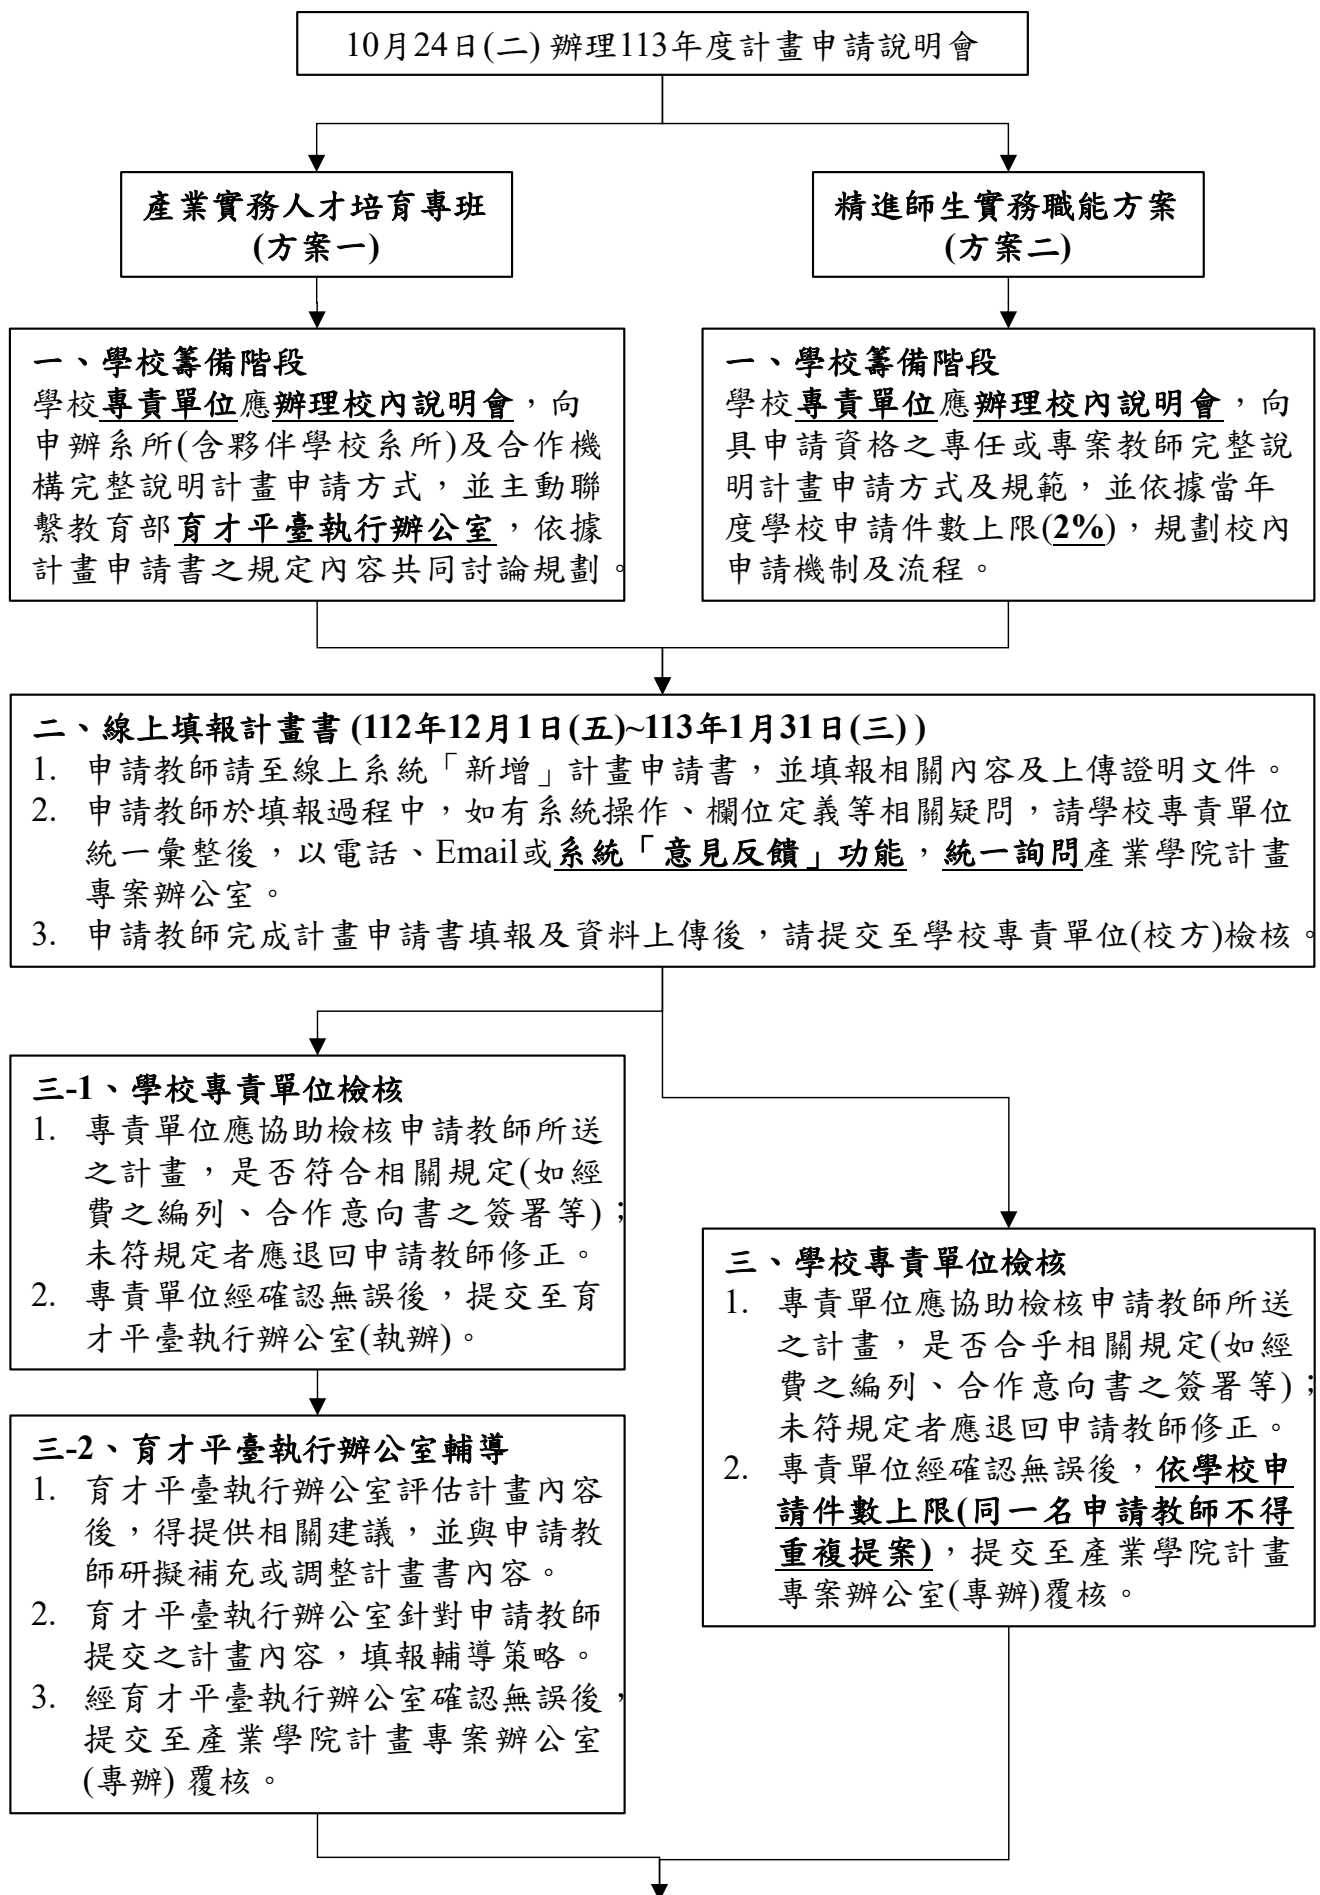 10月24日(二) 辦理113年度計畫申請說明會
產業實務人才培育專班
(方案一)
精進師生實務職能方案
(方案二)
一、學校籌備階段
學校專責單位應辦理校內說明會，向
申辦系所(含夥伴學校系所)及合作機
構完整說明計畫申請方式，並主動聯
繫教育部育才平臺執行辦公室，依據
計畫申請書之規定內容共同討論規劃。
一、學校籌備階段
學校專責單位應辦理校內說明會，向
具申請資格之專任或專案教師完整說
明計畫申請方式及規範，並依據當年
度學校申請件數上限(2%)，規劃校內
申請機制及流程。
二、線上填報計畫書 (112年12月1日(五)~113年1月31日(三) )
1. 申請教師請至線上系統「新增」計畫申請書，並填報相關內容及上傳證明文件。
2. 申請教師於填報過程中，如有系統操作、欄位定義等相關疑問，請學校專責單位
統一彙整後，以電話、Email或系統「意見反饋」功能，統一詢問產業學院計畫
專案辦公室。
3. 申請教師完成計畫申請書填報及資料上傳後，請提交至學校專責單位(校方)檢核。
三-1、學校專責單位檢核
1. 專責單位應協助檢核申請教師所送
之計畫，是否符合相關規定(如經
費之編列、合作意向書之簽署等)；
未符規定者應退回申請教師修正。
2. 專責單位經確認無誤後，提交至育
才平臺執行辦公室(執辦)。
三-2、育才平臺執行辦公室輔導
1. 育才平臺執行辦公室評估計畫內容
後，得提供相關建議，並與申請教
師研擬補充或調整計畫書內容。
2. 育才平臺執行辦公室針對申請教師
提交之計畫內容，填報輔導策略。
3. 經育才平臺執行辦公室確認無誤後，
提交至產業學院計畫專案辦公室
(專辦) 覆核。
三、學校專責單位檢核
1. 專責單位應協助檢核申請教師所送
之計畫，是否合乎相關規定(如經
費之編列、合作意向書之簽署等)；
未符規定者應退回申請教師修正。
2. 專責單位經確認無誤後，依學校申
請件數上限(同一名申請教師不得
重複提案)，提交至產業學院計畫
專案辦公室(專辦)覆核。